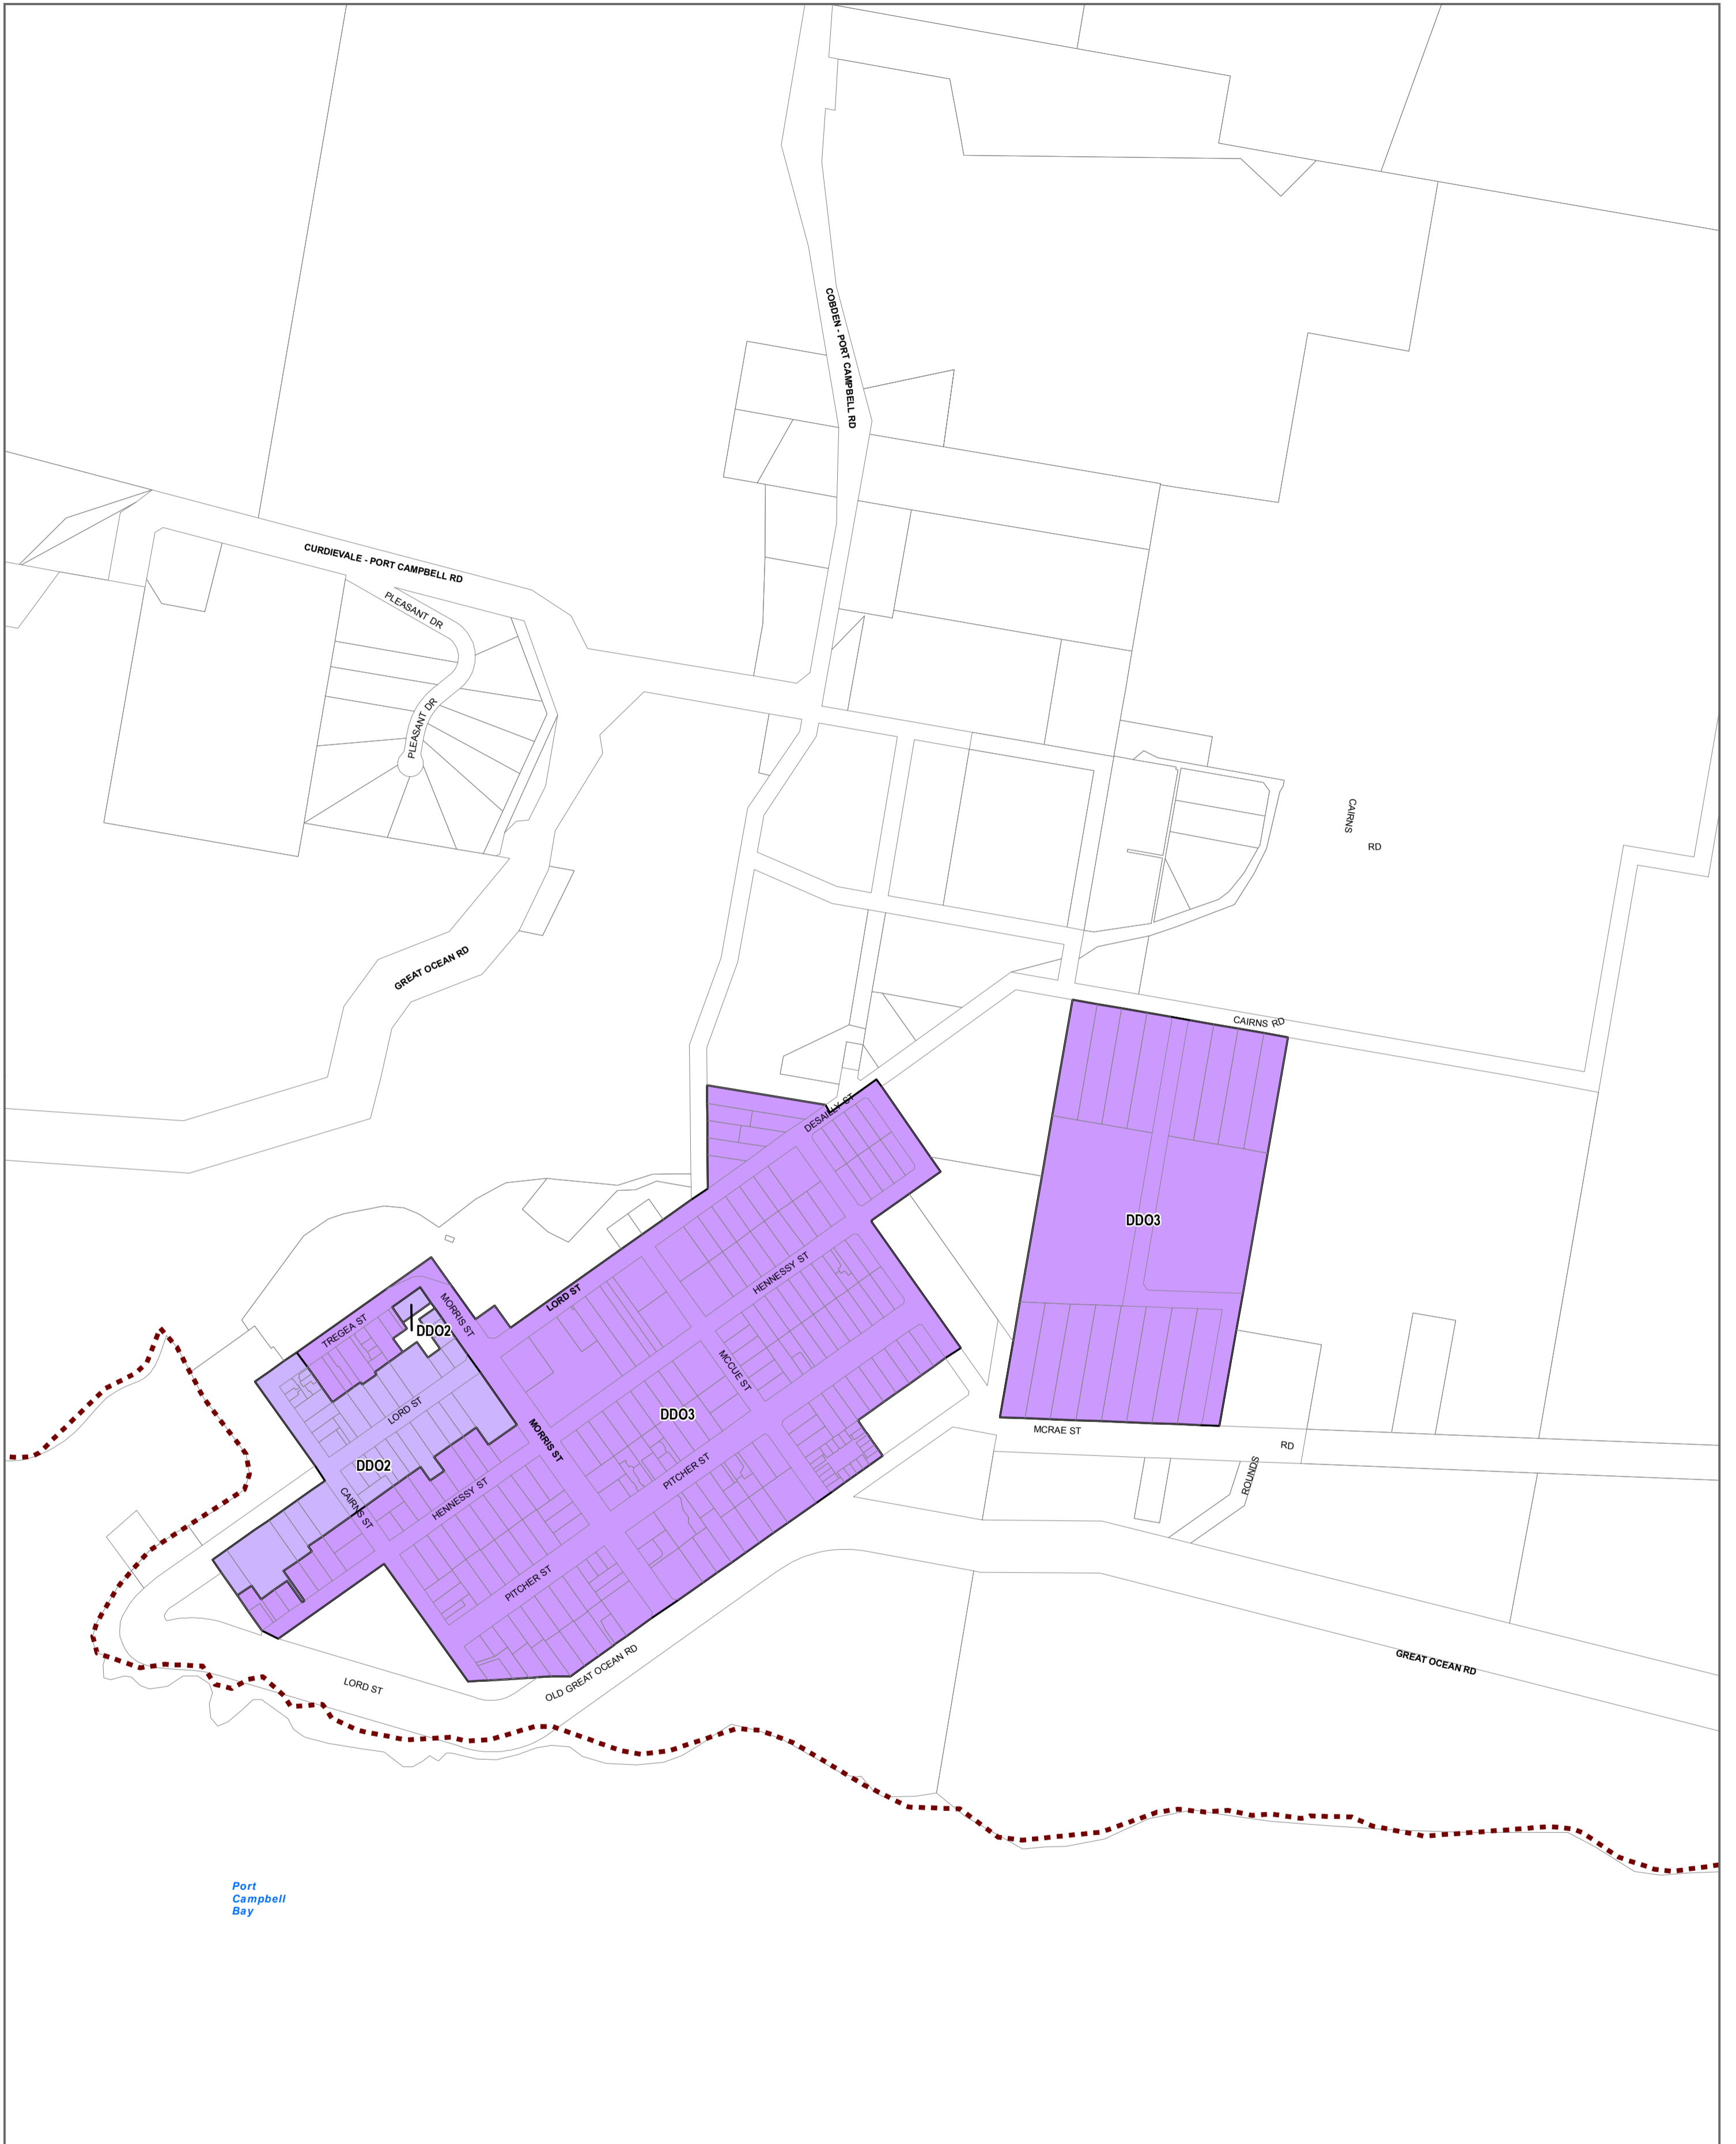 COBDEN - PORT CAMPBELL RD
CURDIEVALE - PORT CAMPBELL RD
PLEASANT DR
PLEASANT DR
CAIRNS
RD
GREAT OCEAN RD
CAIRNS RD
DESAILLY ST
DDO3
HENNESSY ST
LORD ST
MORRIS ST
TREGEA ST
DDO2
MCCUE ST
LORD ST
DDO3
MORRIS ST
MCRAE ST
RD
DDO2
PITCHER ST
ROUNDS
HENNESSY ST
CAIRNS ST
PITCHER ST
GREAT OCEAN RD
OLD GREAT OCEAN RD
LORD ST
Port
Campbell
Bay